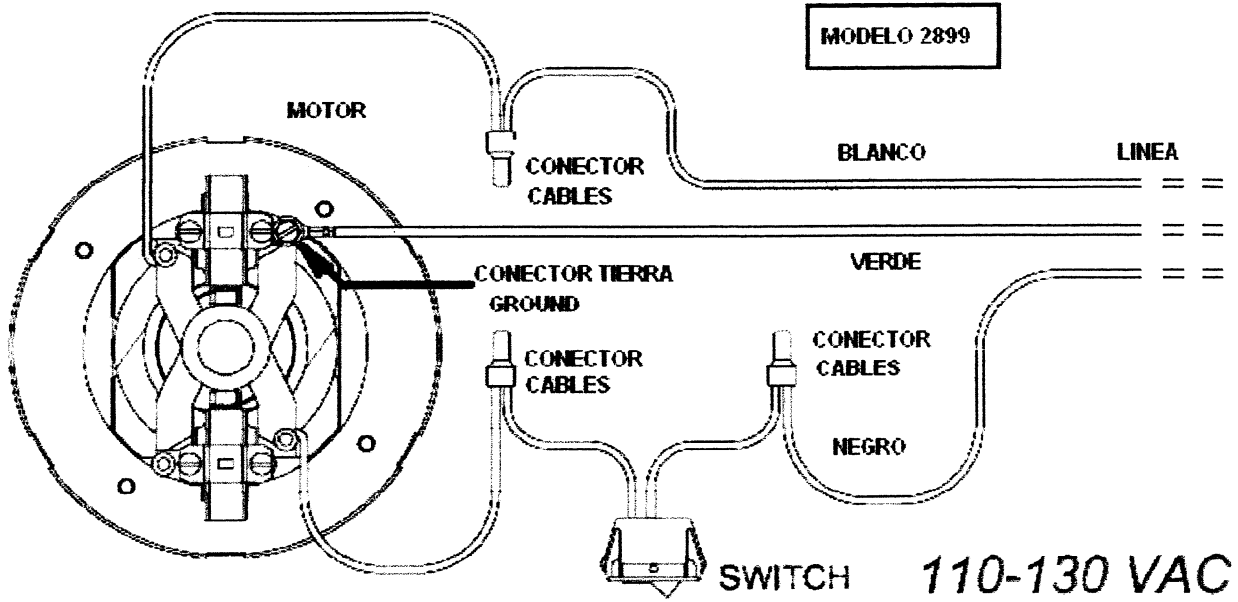 MODELO 2899
MOTOR
BLANCO
LINEA
CONECTOR
CABLES
VERDE
CONECTOR TIERRA
GROUND
CONECTOR
CABLES
CONECTOR
CABLES
NEGRO
SWITCH
110-130 VAC